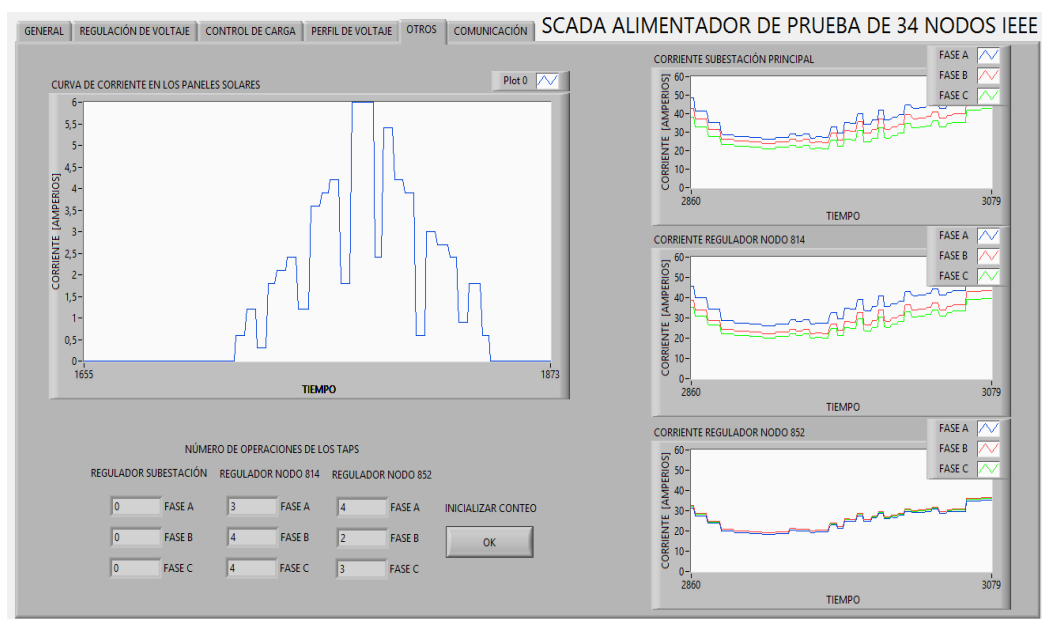 GENERAL REGULACIÓN DE VOLTAJE CONTROL DE CARGA PERFIL DE VOLTAJE OTROS COMUNICACIÓN SCADA ALIMENTADOR DE PRUEBA DE 34 NODOS IEEE
CURVA DE CORRIENTE EN LOS PANELES SOLARES
Plot 0
CORRIENTE [AMPERIOS]
6
5,5
5
4,5
4
3,5
3
2,5
2
1,5
1
0,5
0
1655
1873
TIEMPO
NÚMERO DE OPERACIONES DE LOS TAPS
REGULADOR SUBESTACIÓN REGULADOR NODO 814 REGULADOR NODO 852
0 FASE A 3 FASE A 4 FASE A
0 FASE B 4 FASE B 2 FASE B
0 FASE C 4 FASE C 3 FASE C
INICIALIZAR CONTEO
OK
CORRIENTE SUBESTACIÓN PRINCIPAL
FASE A
FASE B
FASE C
CORRIENTE [AMPERIOS]
60
50
40
30
20
10
0
2860
3079
TIEMPO
CORRIENTE REGULADOR NODO 814
FASE A
FASE B
FASE C
CORRIENTE [AMPERIOS]
60
50
40
30
20
10
0
2860
3079
TIEMPO
CORRIENTE REGULADOR NODO 852
FASE A
FASE B
FASE C
CORRIENTE [AMPERIOS]
60
50
40
30
20
10
0
2860
3079
TIEMPO